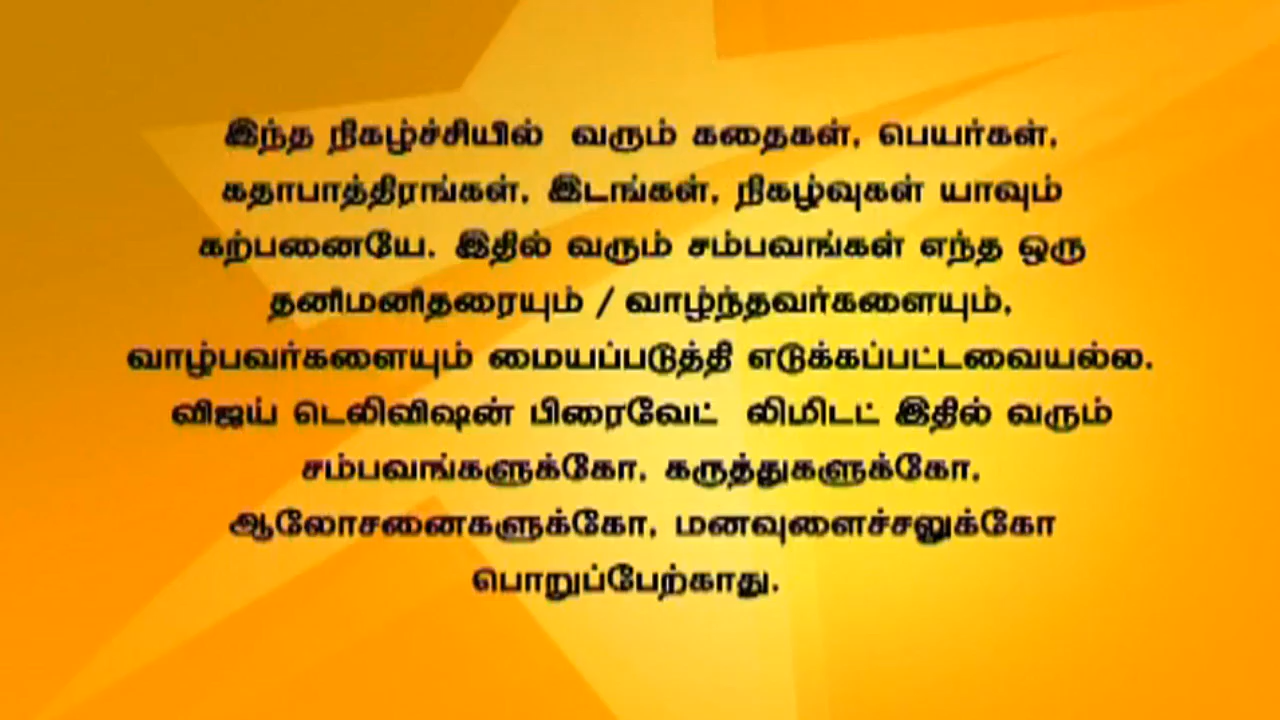 இந்த நிகழ்ச்சியில் வரும் கதைகள், பெயர்கள்,
கதாபாத்திரங்கள், இடங்கள், நிகழ்வுகள் யாவும்
கற்பனையே. இதில் வரும் சம்பவங்கள் எந்த ஒரு
தனிமனிதரையும் / வாழ்ந்தவர்களையும்,
வாழ்பவர்களையும் மையப்படுத்தி எடுக்கப்பட்டவையல்ல.
விஜய் டெலிவிஷன் பிரைவேட் லிமிடட் இதில் வரும்
சம்பவங்களுக்கோ, கருத்துகளுக்கோ,
ஆலோசனைகளுக்கோ, மனவுளைச்சலுக்கோ
பொறுப்பேற்காது.